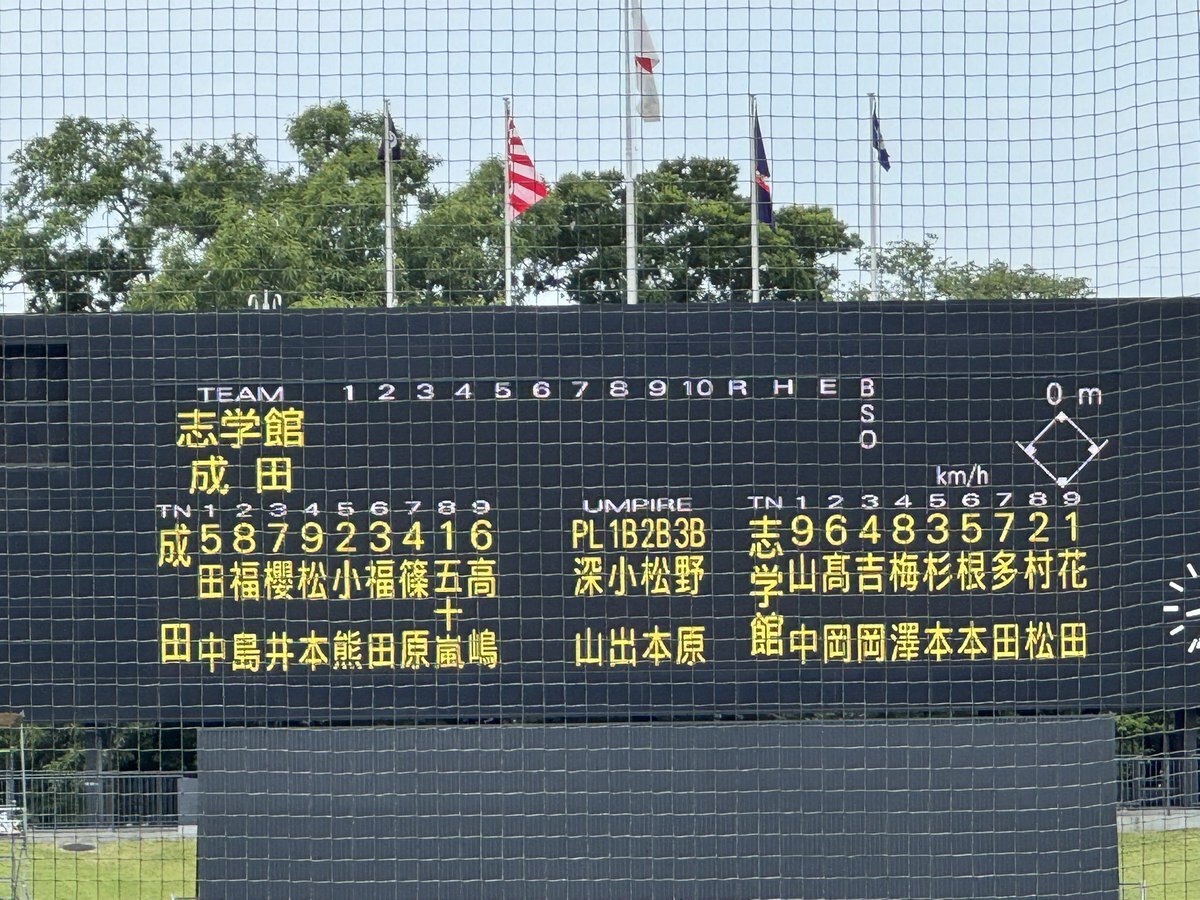 TEAM 1 2 3 4 5 6 7 8 9 10 R H E B
S
O
0 m
志学館
成田
km/h
TN 1 2 3 4 5 6 7 8 9
成田
5 8 7 9 2 3 4 1 6
田中
福島
櫻井
松本
小熊
福田
篠原
五十嵐
高嶋
UMPIRE
PL 1B 2B 3B
深山
小出
松本
野原
TN 1 2 3 4 5 6 7 8 9
志学館
9 6 4 8 3 5 7 2 1
山中
髙岡
吉岡
梅澤
杉本
根本
多田
村松
花田